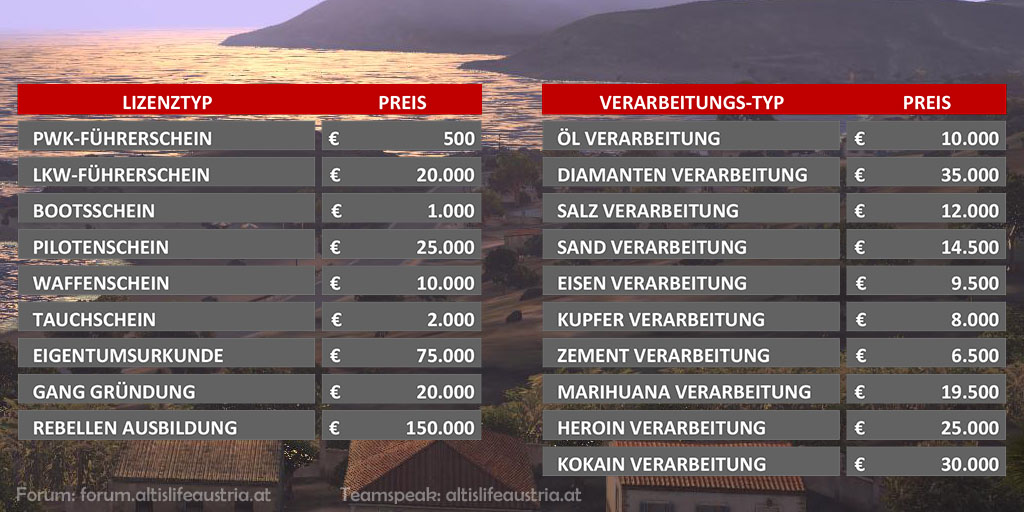 LIZENZTYP PREIS
PWK-FÜHRERSCHEIN € 500
LKW-FÜHRERSCHEIN € 20.000
BOOTSSCHEIN € 1.000
PILOTENSCHEIN € 25.000
WAFFENSCHEIN € 10.000
TAUCHSCHEIN € 2.000
EIGENTUMSURKUNDE € 75.000
GANG GRÜNDUNG € 20.000
REBELLEN AUSBILDUNG € 150.000
VERARBEITUNGS-TYP PREIS
ÖL VERARBEITUNG € 10.000
DIAMANTEN VERARBEITUNG € 35.000
SALZ VERARBEITUNG € 12.000
SAND VERARBEITUNG € 14.500
EISEN VERARBEITUNG € 9.500
KUPFER VERARBEITUNG € 8.000
ZEMENT VERARBEITUNG € 6.500
MARIHUANA VERARBEITUNG € 19.500
HEROIN VERARBEITUNG € 25.000
KOKAIN VERARBEITUNG € 30.000
Forum: forum.altislifeaustria.at Teamspeak: altislifeaustria.at